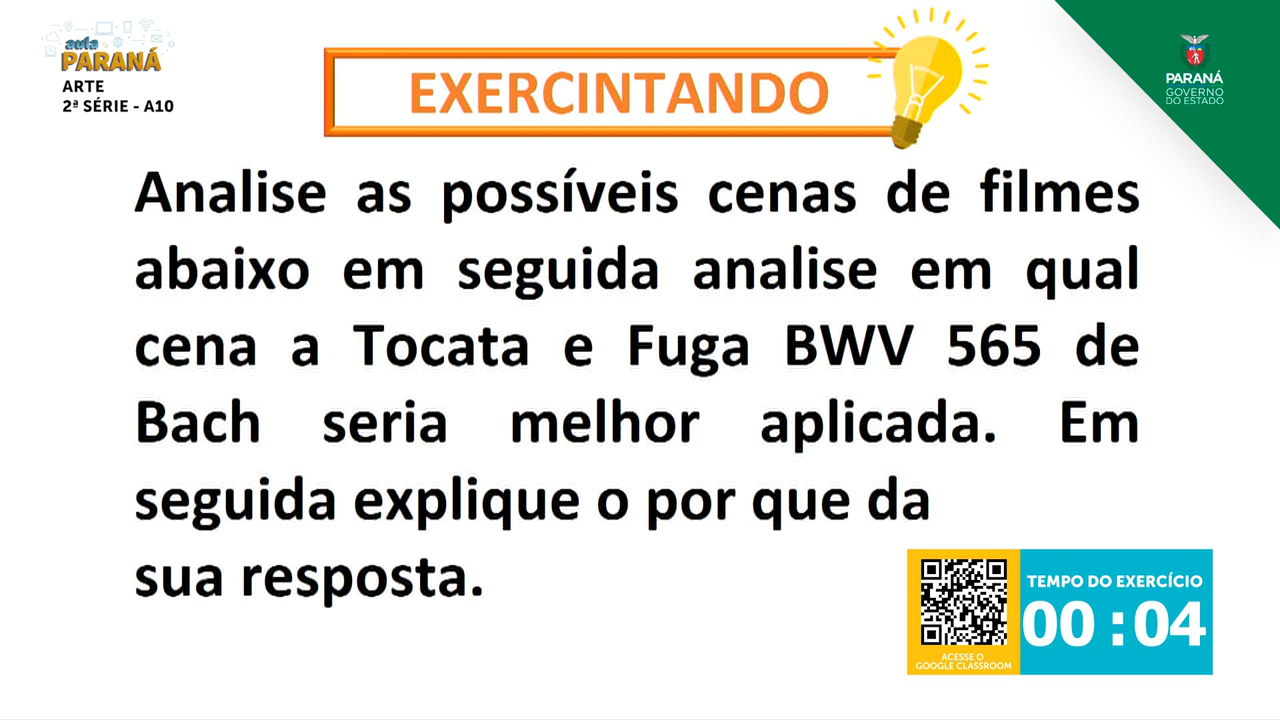 aula
PARANÁ
ARTE
2ª SÉRIE - A10
EXERCINTANDO
PARANÁ
GOVERNO
DO ESTADO
Analise as possíveis cenas de filmes
abaixo em seguida analise em qual
cena a Tocata e Fuga BWV 565 de
Bach seria melhor aplicada. Em
seguida explique o por que da
sua resposta.
TEMPO DO EXERCÍCIO
00 : 04
ACESSE O
GOOGLE CLASSROOM